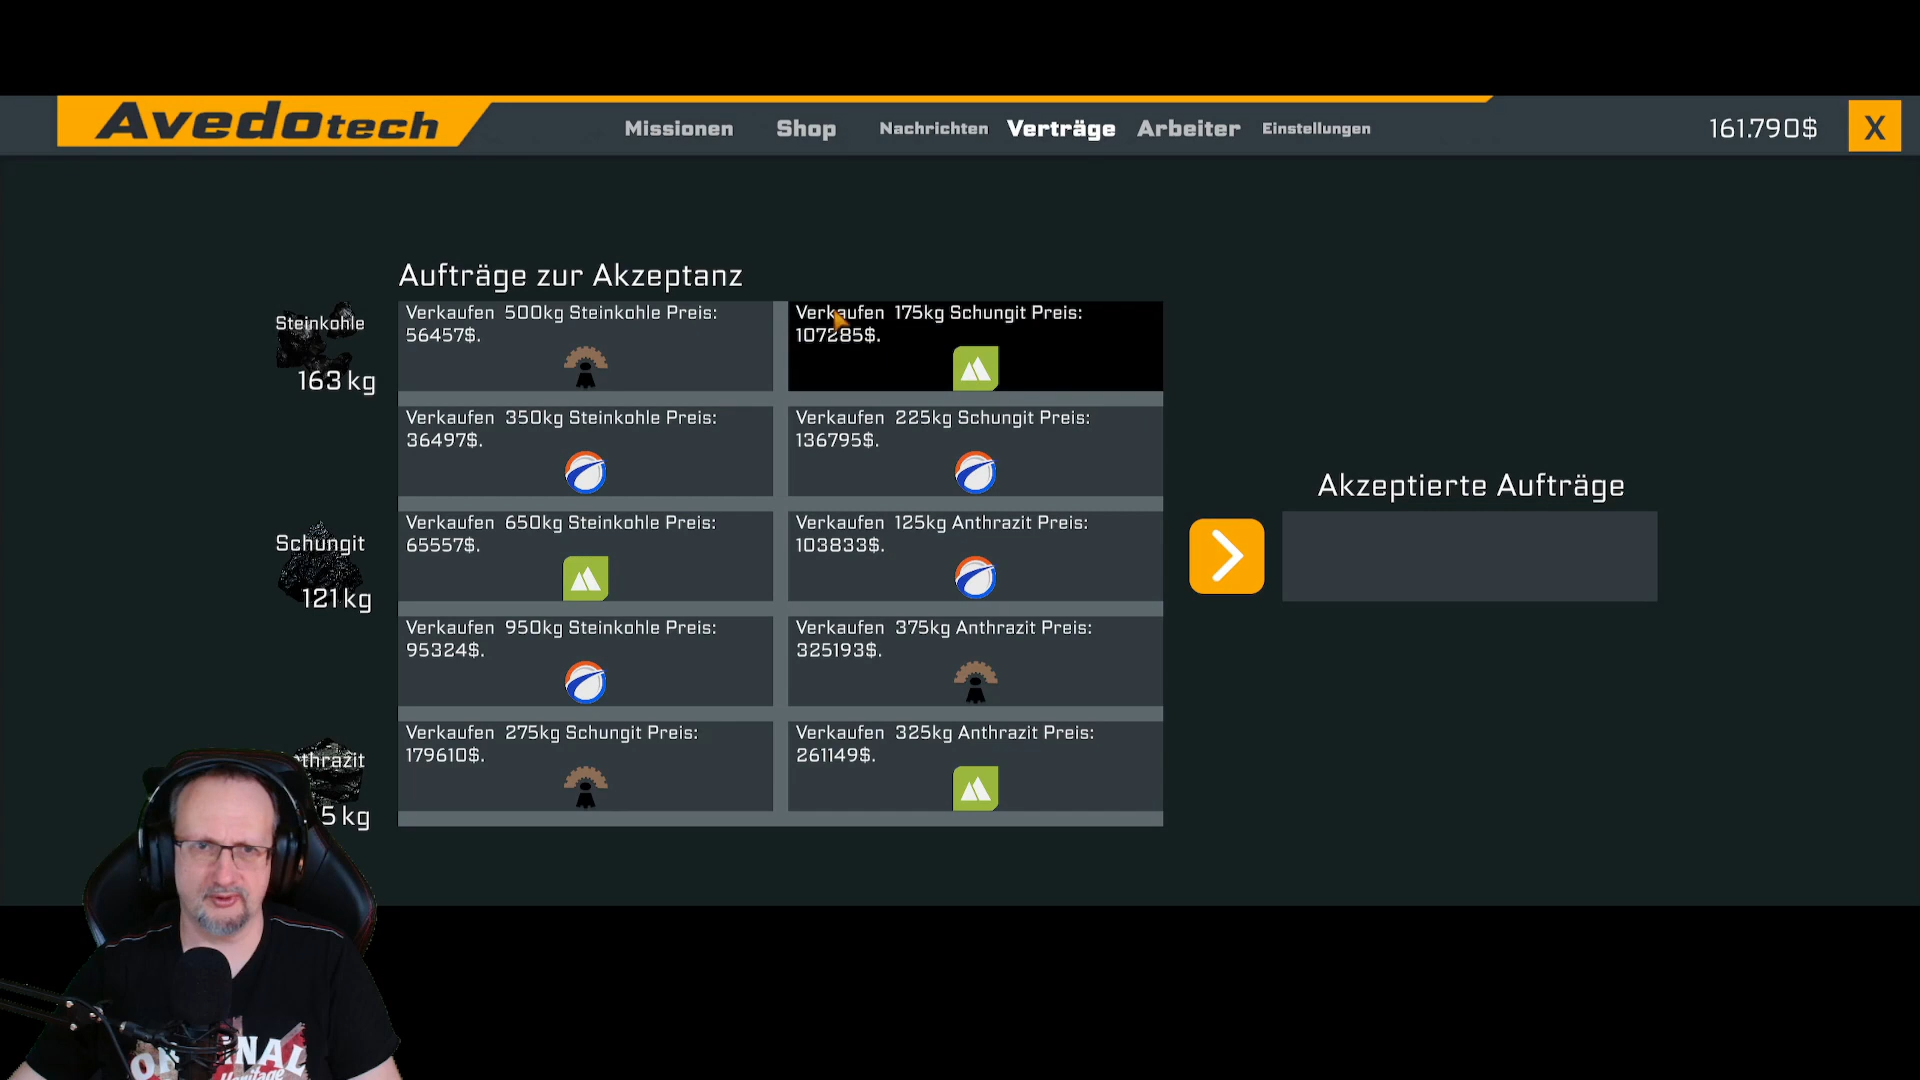 Avedotech
Missionen
Shop
Nachrichten
Verträge
Arbeiter
Einstellungen
161.790$
X
Aufträge zur Akzeptanz
Steinkohle
163 kg
Schungit
121 kg
thrazit
5 kg
Verkaufen 500kg Steinkohle Preis:
56457$.
Verkaufen 175kg Schungit Preis:
107285$.
Verkaufen 350kg Steinkohle Preis:
36497$.
Verkaufen 225kg Schungit Preis:
136795$.
Verkaufen 650kg Steinkohle Preis:
65557$.
Verkaufen 125kg Anthrazit Preis:
103833$.
Verkaufen 950kg Steinkohle Preis:
95324$.
Verkaufen 375kg Anthrazit Preis:
325193$.
Verkaufen 275kg Schungit Preis:
179610$.
Verkaufen 325kg Anthrazit Preis:
261149$.
Akzeptierte Aufträge
Heritage